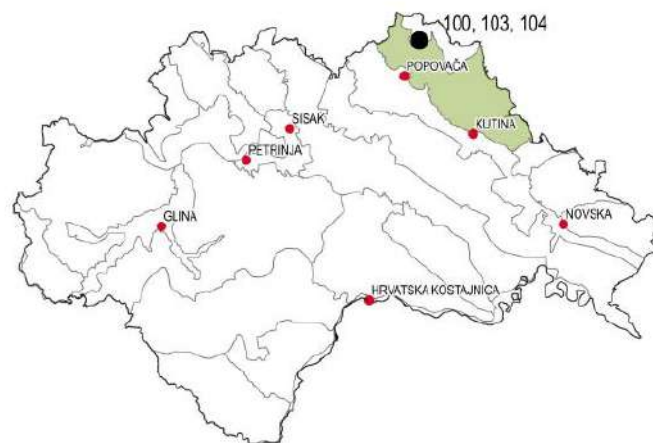 100, 103, 104
POPOVAČA
SISAK
KUTINA
PETRINJA
GLINA
NOVSKA
HRVATSKA KOSTAJNICA